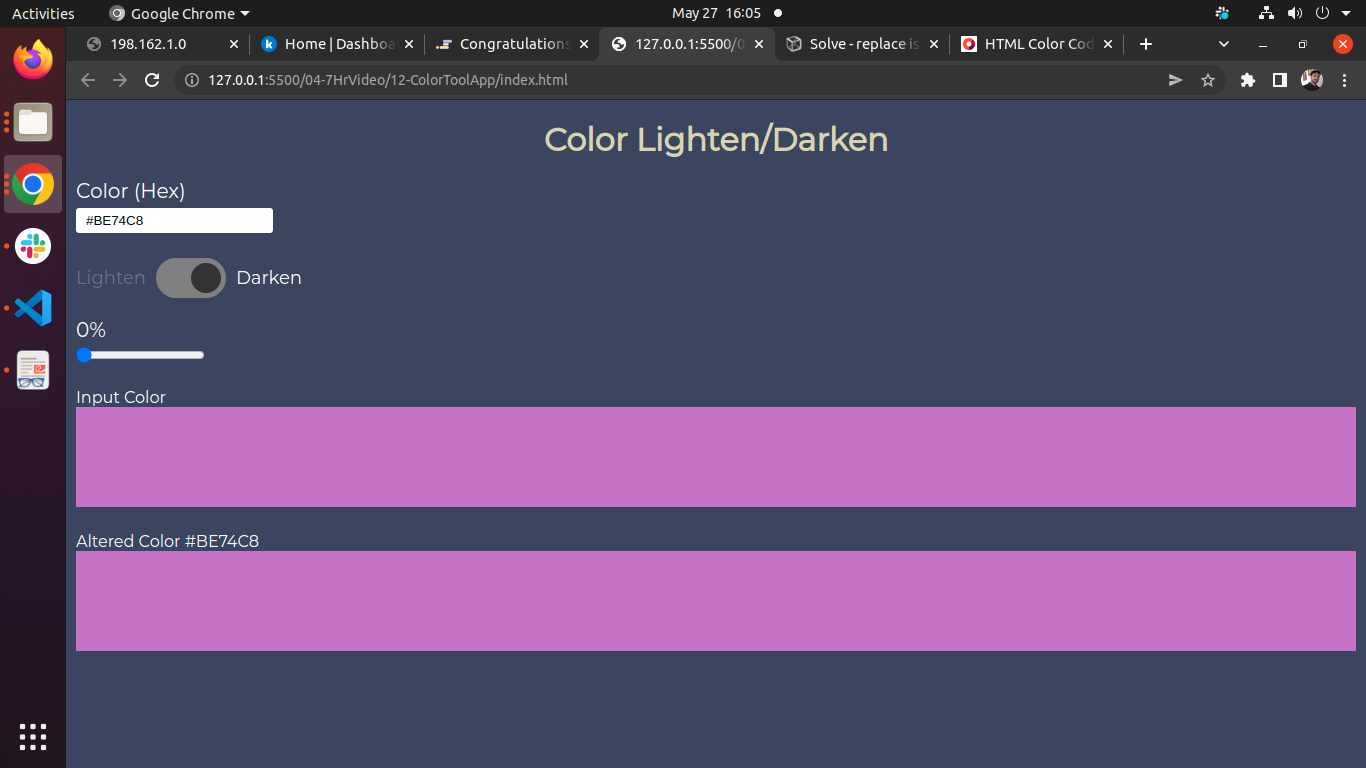 Activities Google Chrome May 27 16:05
198.162.1.0 Home | Dashboa Congratulations 127.0.0.1:5500/0 Solve - replace is HTML Color Cod
127.0.0.1:5500/04-7HrVideo/12-ColorToolApp/index.html
Color Lighten/Darken
Color (Hex)
#BE74C8
Lighten Darken
0%
Input Color
Altered Color #BE74C8